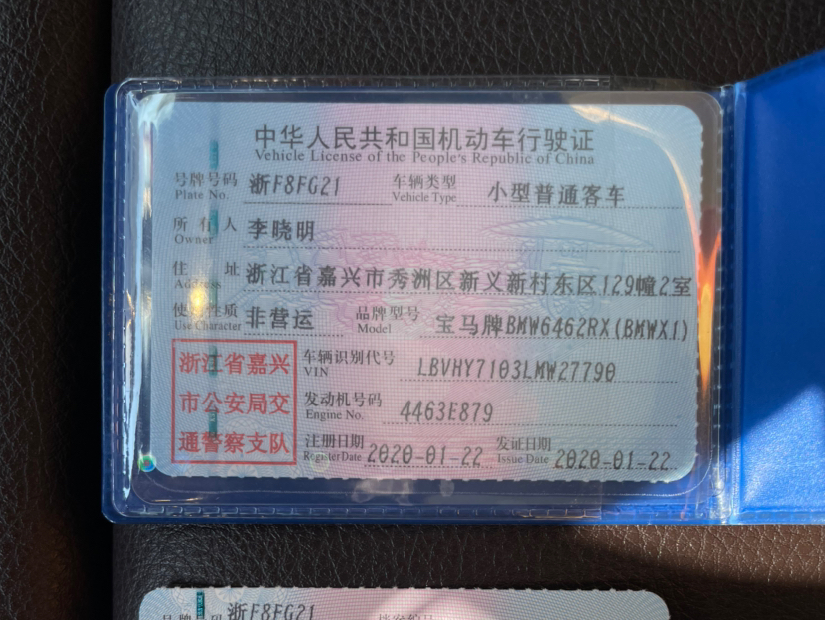 中华人民共和国机动车行驶证
Vehicle License of the People's Republic of China
号牌号码 浙F8FG21 车辆类型 小型普通客车
Plate No. Vehicle Type
所有人 李晓明
Owner
住址 浙江省嘉兴市秀洲区新义新村东区129幢2室
Address
使用性质 非营运 品牌型号 宝马牌BMW6462RX(BMWX1)
Use Character Model
浙江省嘉兴 车辆识别代号 LBVHY7103LMW27790
VIN
市公安局交 发动机号码 4463E879
Engine No.
通警察支队 注册日期 2020-01-22 发证日期 2020-01-22
Register Date Issue Date
号牌号码 浙F8FG21 档案编号